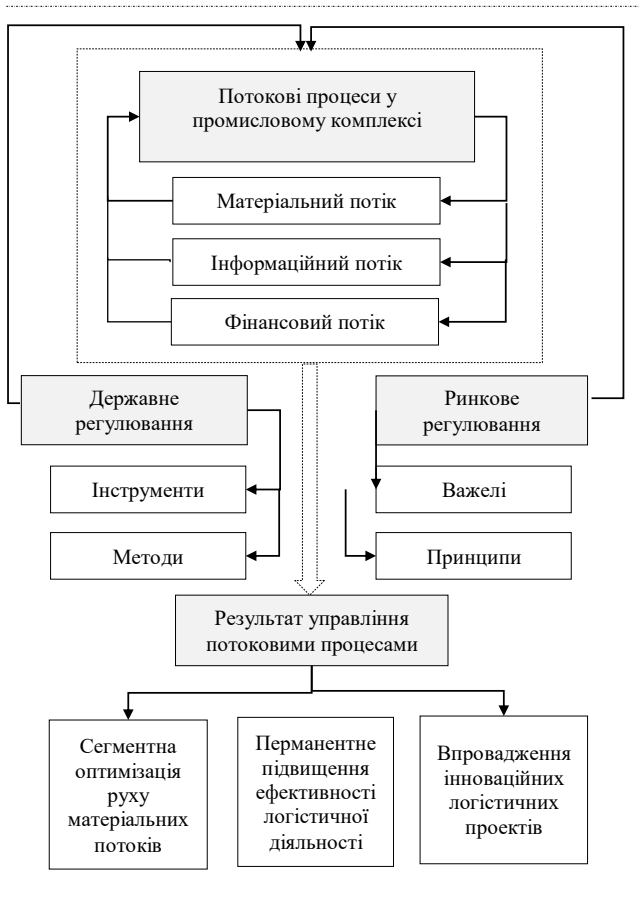 Потокові процеси у
промисловому комплексі
Матеріальний потік
Інформаційний потік
Фінансовий потік
Державне
регулювання
Ринкове
регулювання
Інструменти
Важелі
Методи
Принципи
Результат управління
потоковими процесами
Сегментна
оптимізація
руху
матеріальних
потоків
Перманентне
підвищення
ефективності
логістичної
діяльності
Впровадження
інноваційних
логістичних
проектів